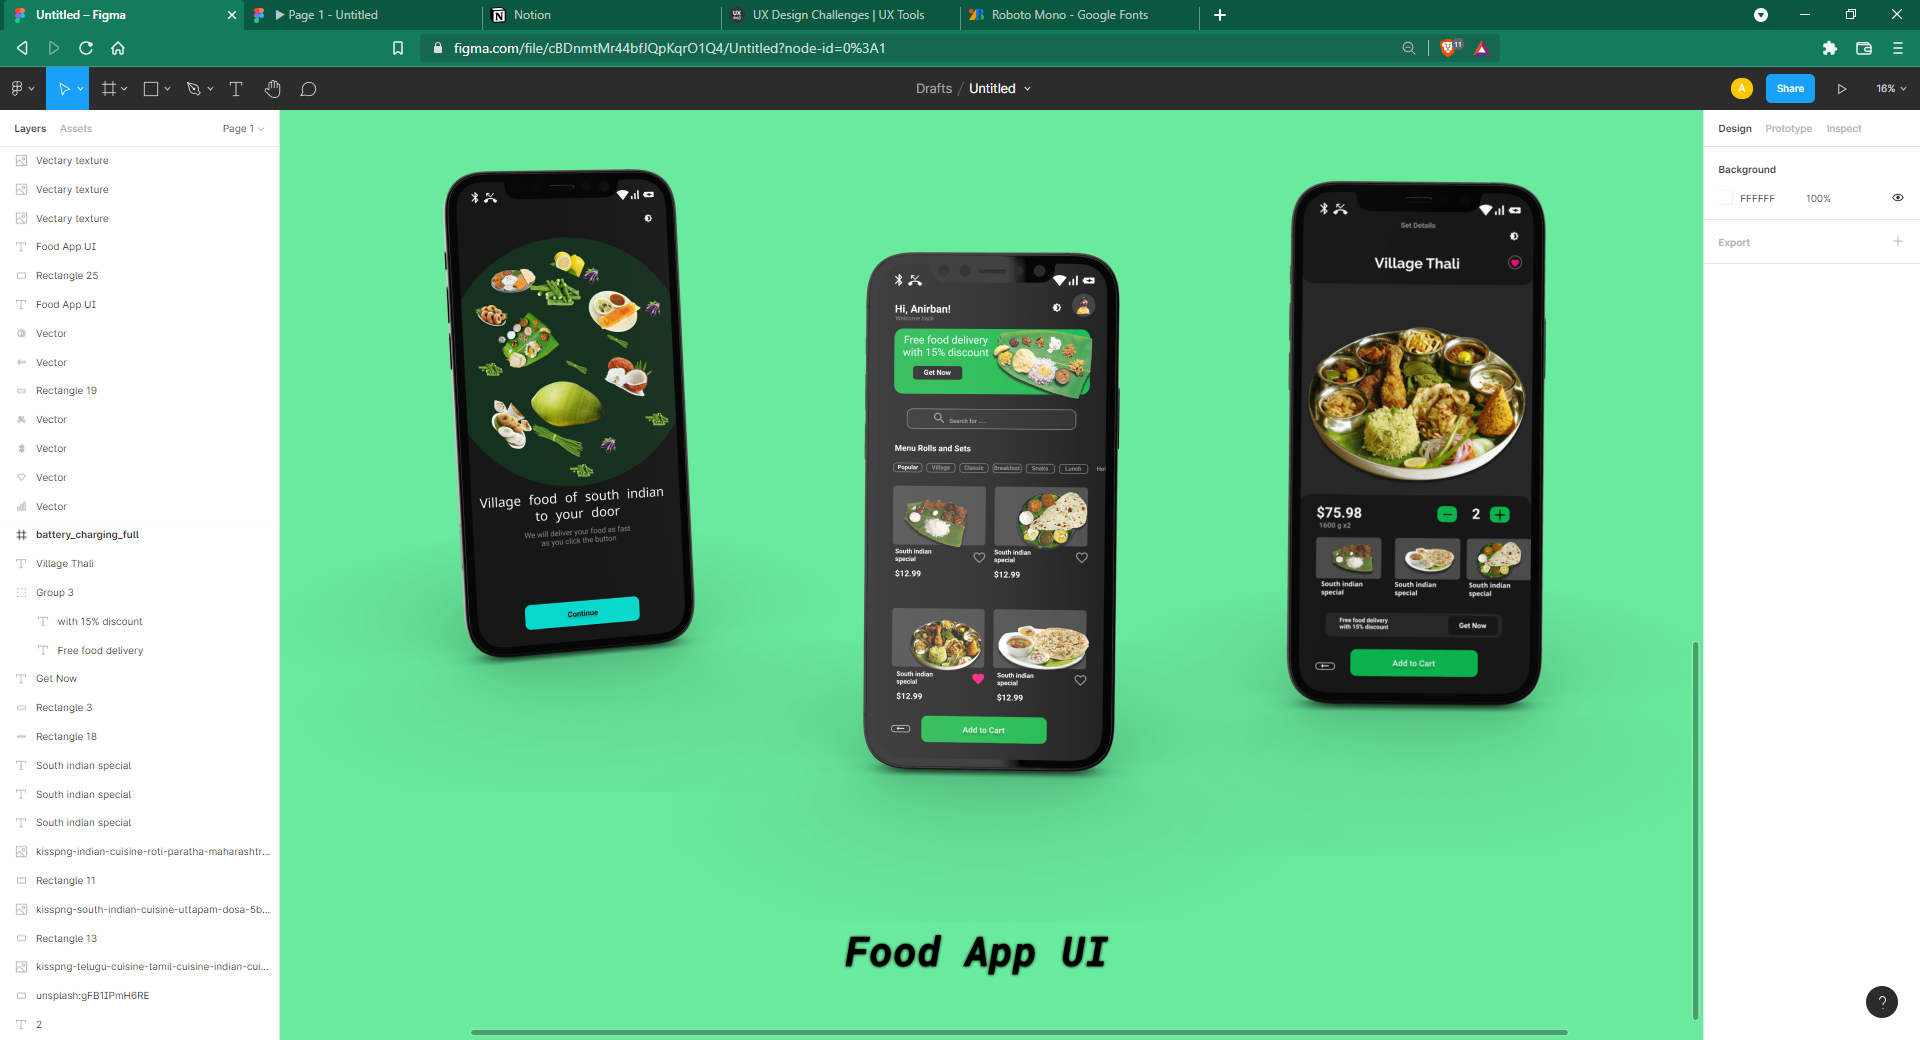 Untitled – Figma
Page 1 - Untitled
Notion
UX Design Challenges | UX Tools
Roboto Mono - Google Fonts
figma.com/file/cBDnmtMr44bfJQpKqrO1Q4/Untitled?node-id=0%3A1
11
Drafts / Untitled
A
Share
16%
Layers
Assets
Page 1
Vectary texture
Vectary texture
Vectary texture
Food App UI
Rectangle 25
Food App UI
Vector
Vector
Rectangle 19
Vector
Vector
Vector
Vector
battery_charging_full
Village Thali
Group 3
with 15% discount
Free food delivery
Get Now
Rectangle 3
Rectangle 18
South indian special
South indian special
South indian special
kisspng-indian-cuisine-roti-paratha-maharashtr...
Rectangle 11
kisspng-south-indian-cuisine-uttapam-dosa-5b...
Rectangle 13
kisspng-telugu-cuisine-tamil-cuisine-indian-cui...
unsplash:gFB1IPmH6RE
2
Village food of south indian
to your door
We will deliver your food as fast
as you click the button
Continue
Hi, Anirban!
Welcome back
Free food delivery
with 15% discount
Get Now
Search for .....
Menu Rolls and Sets
Popular
Village
Classic
Breakfast
Snaks
Lunch
Hot
South indian
special
$12.99
South indian
special
$12.99
South indian
special
$12.99
South indian
special
$12.99
Add to Cart
Set Details
Village Thali
$75.98
1600 g x2
2
South indian
special
South indian
special
South indian
special
Free food delivery
with 15% discount
Get Now
Add to Cart
Food App UI
Design
Prototype
Inspect
Background
FFFFFF
100%
Export
?